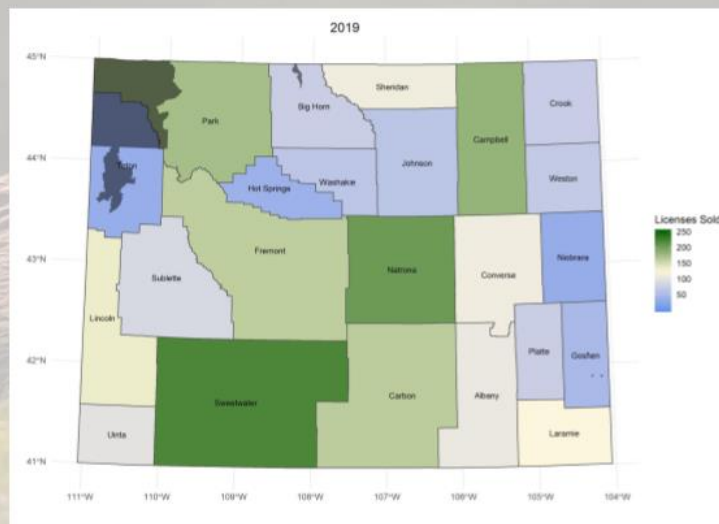 2019
45°N
44°N
43°N
42°N
41°N
Park
Big Horn
Sheridan
Campbell
Crook
Teton
Hot Springs
Washakie
Johnson
Weston
Fremont
Sublette
Natrona
Converse
Niobrara
Lincoln
Sweetwater
Carbon
Albany
Platte
Goshen
Uinta
Laramie
Licenses Sold
250
200
150
100
50
111°W
110°W
109°W
108°W
107°W
106°W
105°W
104°W